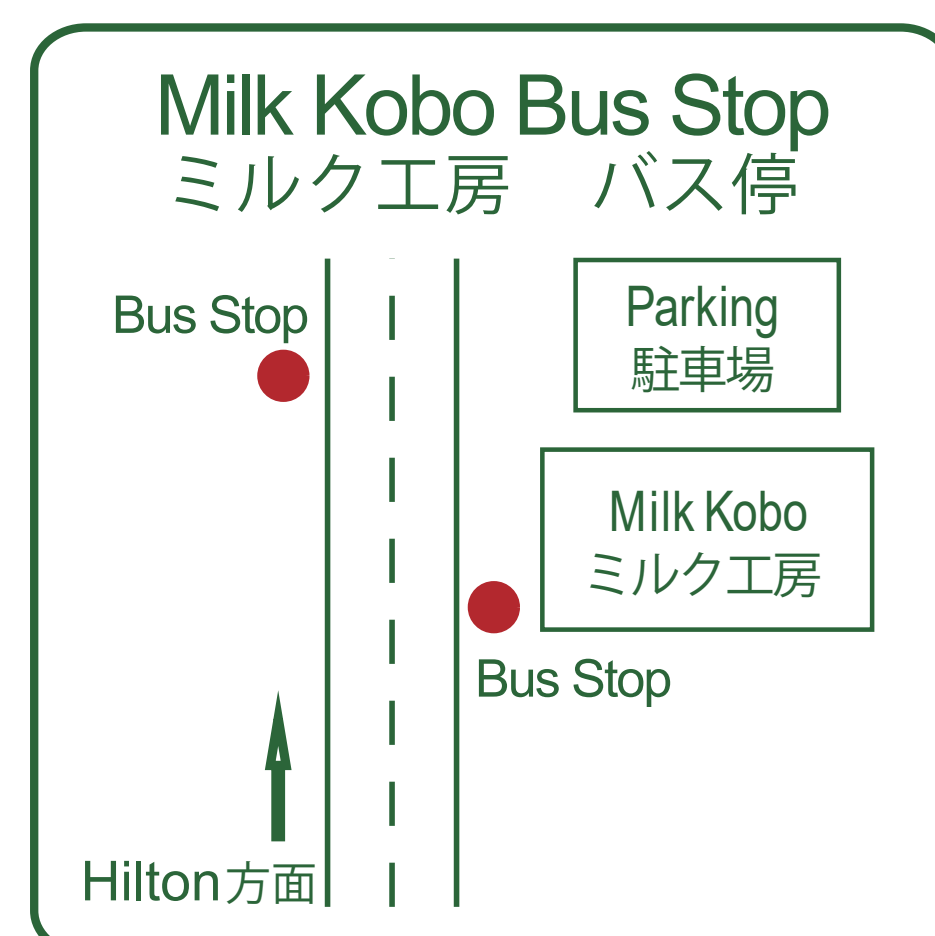 Milk Kobo Bus Stop
ミルク工房　バス停
Bus Stop
Parking
駐車場
Milk Kobo
ミルク工房
Bus Stop
Hilton方面